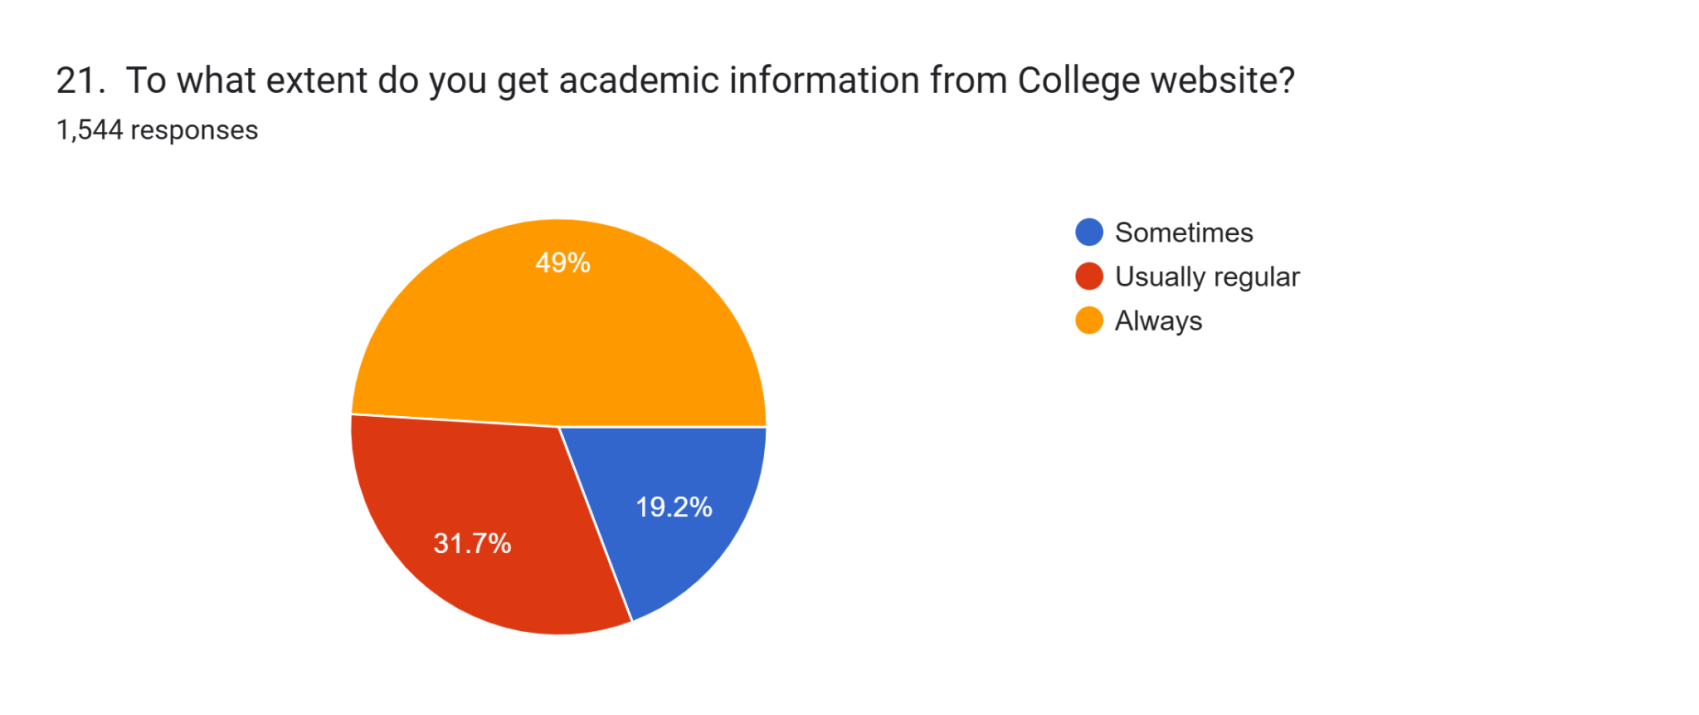 21. To what extent do you get academic information from College website?
1,544 responses
49%
Sometimes
Usually regular
Always
19.2%
31.7%